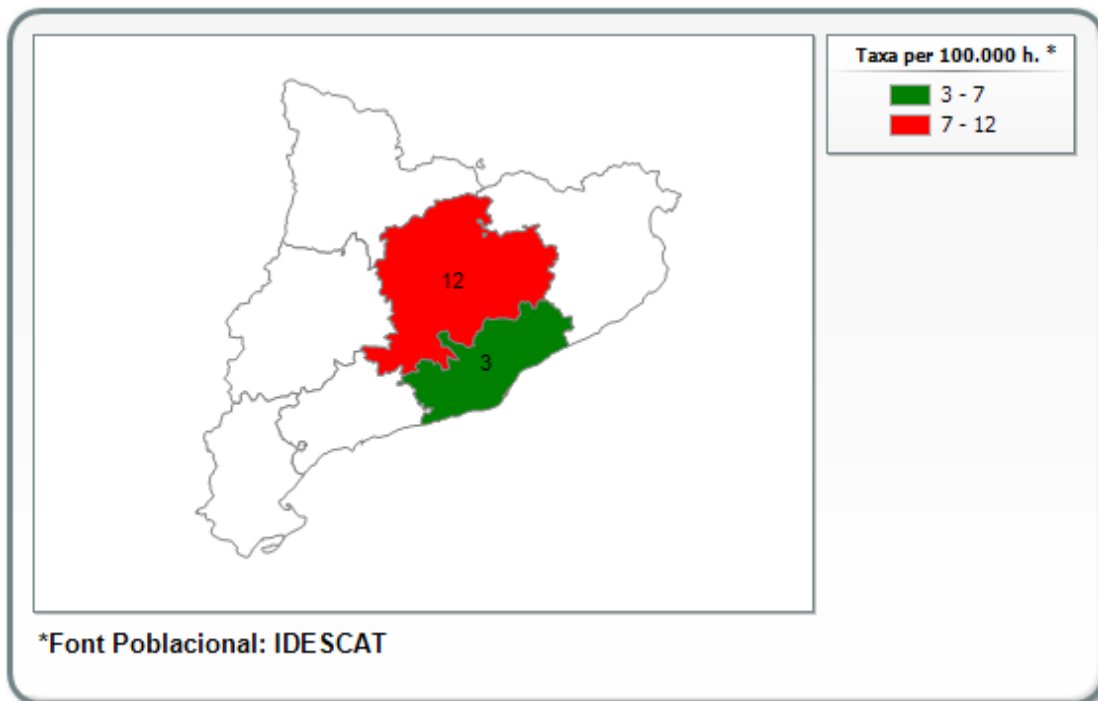 Taxa per 100.000 h. *
3 - 7
7 - 12
12
3
*Font Poblacional: IDESCAT